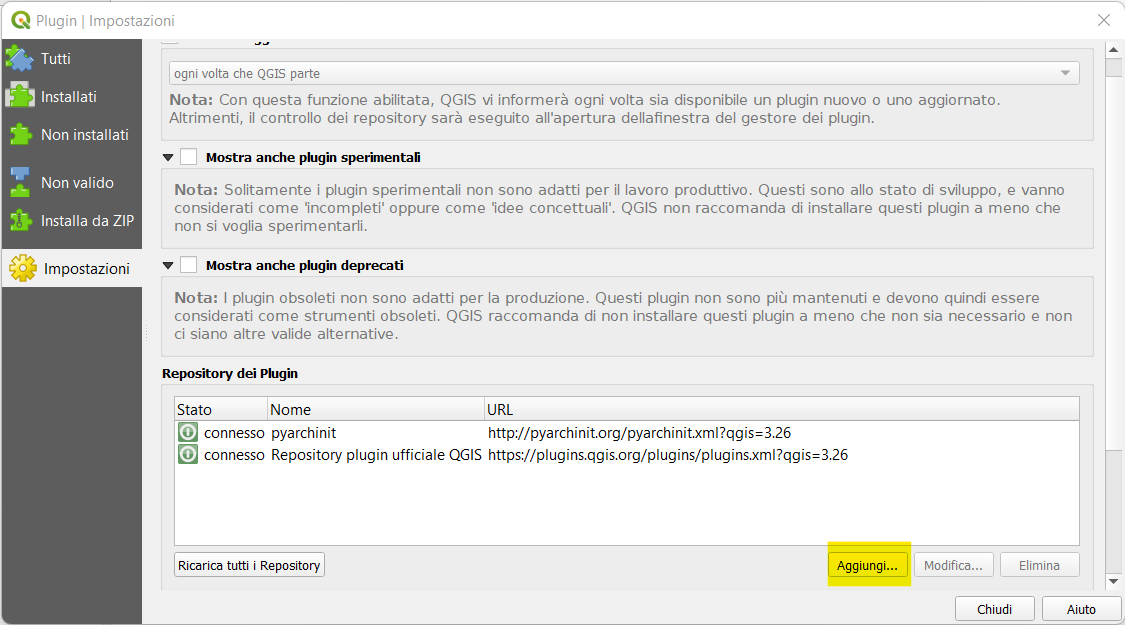 Plugin | Impostazioni
Tutti
Installati
Non installati
Non valido
Installa da ZIP
Impostazioni
ogni volta che QGIS parte
Nota: Con questa funzione abilitata, QGIS vi informerà ogni volta sia disponibile un plugin nuovo o uno aggiornato.
Altrimenti, il controllo dei repository sarà eseguito all'apertura dellafinestra del gestore dei plugin.
Mostra anche plugin sperimentali
Nota: Solitamente i plugin sperimentali non sono adatti per il lavoro produttivo. Questi sono allo stato di sviluppo, e vanno
considerati come 'incompleti' oppure come 'idee concettuali'. QGIS non raccomanda di installare questi plugin a meno che
non si voglia sperimentarli.
Mostra anche plugin deprecati
Nota: I plugin obsoleti non sono adatti per la produzione. Questi plugin non sono più mantenuti e devono quindi essere
considerati come strumenti obsoleti. QGIS raccomanda di non installare questi plugin a meno che non sia necessario e non
ci siano altre valide alternative.
Repository dei Plugin
Stato Nome URL
connesso pyarchinit http://pyarchinit.org/pyarchinit.xml?qgis=3.26
connesso Repository plugin ufficiale QGIS https://plugins.qgis.org/plugins/plugins.xml?qgis=3.26
Ricarica tutti i Repository Aggiungi... Modifica... Elimina
Chiudi Aiuto